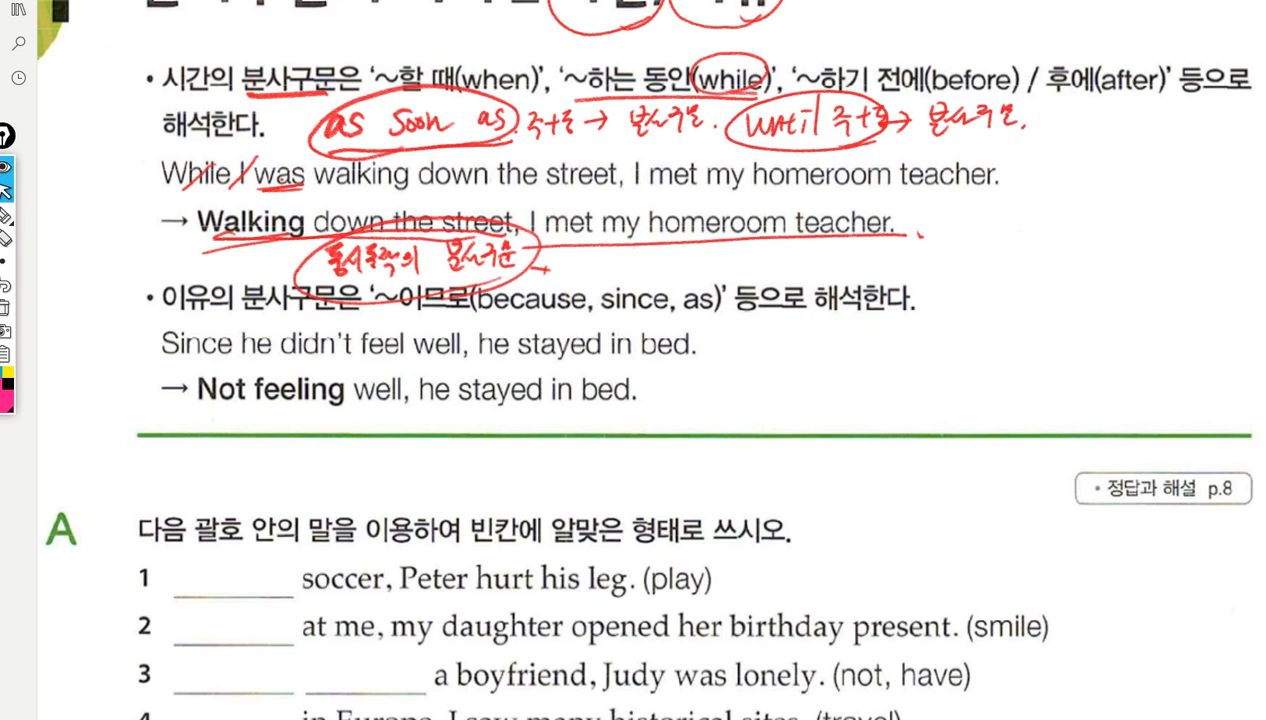 • 시간의 분사구문은 ‘~할 때(when)’, ‘~하는 동안(while)’, ‘~하기 전에(before) / 후에(after)’ 등으로
해석한다.
as soon as 주+동 → 분사구문. until 주+동 → 분사구문.
While I was walking down the street, I met my homeroom teacher.
→ Walking down the street, I met my homeroom teacher.
동시동작의 분사구문
• 이유의 분사구문은 ‘~이므로(because, since, as)’ 등으로 해석한다.
Since he didn't feel well, he stayed in bed.
→ Not feeling well, he stayed in bed.
• 정답과 해설 p.8
A 다음 괄호 안의 말을 이용하여 빈칸에 알맞은 형태로 쓰시오.
1 ________ soccer, Peter hurt his leg. (play)
2 ________ at me, my daughter opened her birthday present. (smile)
3 ________ ________ a boyfriend, Judy was lonely. (not, have)
in Europe, I saw many historical sites. (travel)